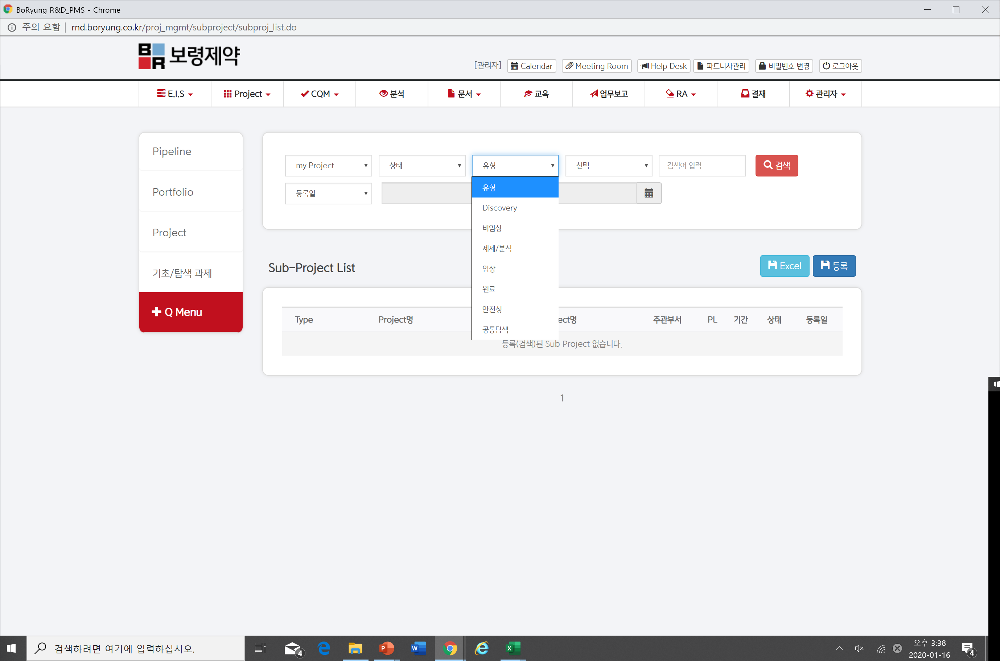 BoRyung R&D_PMS - Chrome
주의 요함 | rnd.boryung.co.kr/proj_mgmt/subproject/subproj_list.do
BR 보령제약
[관리자] Calendar Meeting Room Help Desk 파트너사관리 비밀번호 변경 로그아웃
E.I.S Project CQM 분석 문서 교육 업무보고 RA 결재 관리자
Pipeline
Portfolio
Project
기초/탐색 과제
Q Menu
my Project 상태 유형 선택 검색어 입력 검색
등록일
유형
Discovery
비임상
제제/분석
임상
원료
안전성
공통탐색
Sub-Project List
Excel 등록
Type Project명 ect명 주관부서 PL 기간 상태 등록일
등록(검색)된 Sub Project 없습니다.
1
검색하려면 여기에 입력하십시오.
4
오후 3:38
2020-01-16
4